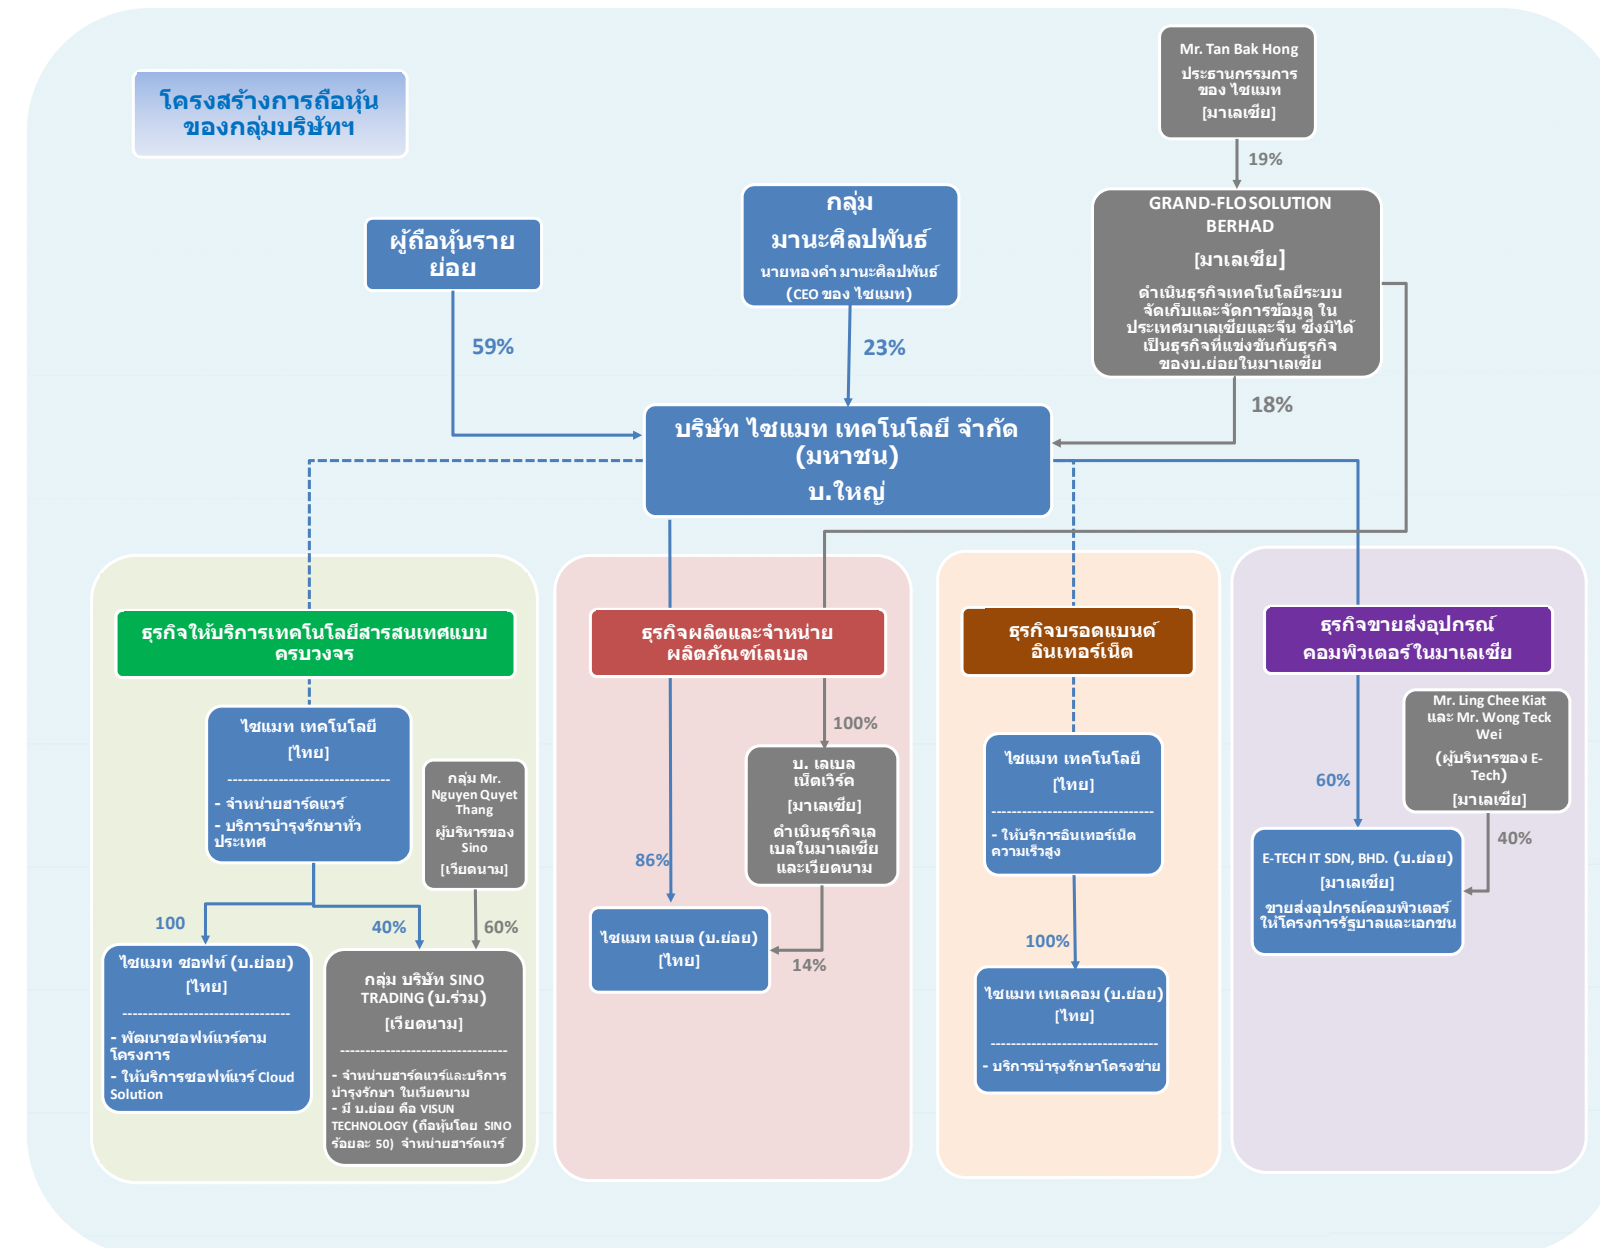 โครงสร้างการถือหุ้น
ของกลุ่มบริษัทฯ
Mr. Tan Bak Hong
ประธานกรรมการ
ของ ไซแมท
[มาเลเซีย]
19%
ผู้ถือหุ้นราย
ย่อย
59%
กลุ่ม
มานะศิลปพันธ์
นายทองคำ มานะศิลปพันธ์
(CEO ของ ไซแมท)
23%
GRAND-FLO SOLUTION
BERHAD
[มาเลเซีย]
ดำเนินธุรกิจเทคโนโลยีระบบ
จัดเก็บและจัดการข้อมูล ใน
ประเทศมาเลเซียและจีน ซึ่งมิได้
เป็นธุรกิจที่แข่งขันกับธุรกิจ
ของบ.ย่อยในมาเลเซีย
18%
บริษัท ไซแมท เทคโนโลยี จำกัด
(มหาชน)
บ.ใหญ่
ธุรกิจให้บริการเทคโนโลยีสารสนเทศแบบ
ครบวงจร
ไซแมท เทคโนโลยี
[ไทย]
--------------------------------
- จำหน่ายฮาร์ดแวร์
- บริการบำรุงรักษาทั่ว
ประเทศ
กลุ่ม Mr.
Nguyen Quyet
Thang
ผู้บริหารของ
Sino
[เวียดนาม]
100
40%
60%
ไซแมท ซอฟท์ (บ.ย่อย)
[ไทย]
---------------------------------
- พัฒนาซอฟท์แวร์ตาม
โครงการ
- ให้บริการซอฟท์แวร์ Cloud
Solution
กลุ่ม บริษัท SINO
TRADING (บ.ร่วม)
[เวียดนาม]
---------------------------------
- จำหน่ายฮาร์ดแวร์และบริการ
บำรุงรักษา ในเวียดนาม
- มี บ.ย่อย คือ VISUN
TECHNOLOGY (ถือหุ้นโดย SINO
ร้อยละ 50) จำหน่ายฮาร์ดแวร์
ธุรกิจผลิตและจำหน่าย
ผลิตภัณฑ์เลเบล
100%
บ. เลเบล
เน็ตเวิร์ค
[มาเลเซีย]
ดำเนินธุรกิจเล
เบลในมาเลเซีย
และเวียดนาม
86%
ไซแมท เลเบล (บ.ย่อย)
[ไทย]
14%
ธุรกิจบรอดแบนด์
อินเทอร์เน็ต
ไซแมท เทคโนโลยี
[ไทย]
--------------------------------
- ให้บริการอินเทอร์เน็ต
ความเร็วสูง
100%
ไซแมท เทเลคอม (บ.ย่อย)
[ไทย]
---------------------------------
- บริการบำรุงรักษาโครงข่าย
ธุรกิจขายส่งอุปกรณ์
คอมพิวเตอร์ในมาเลเซีย
Mr. Ling Chee Kiat
และ Mr. Wong Teck
Wei
(ผู้บริหารของ E-
Tech)
[มาเลเซีย]
60%
40%
E-TECH IT SDN, BHD. (บ.ย่อย)
[มาเลเซีย]
ขายส่งอุปกรณ์คอมพิวเตอร์
ให้โครงการรัฐบาลและเอกชน